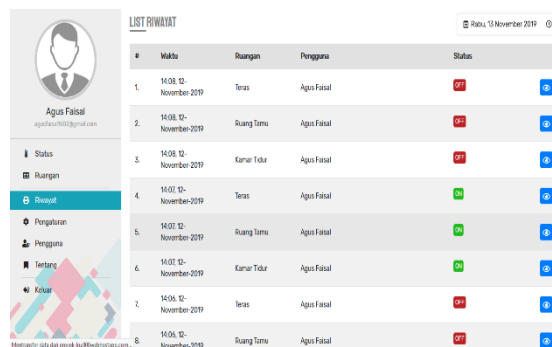 LIST RIWAYAT
Rabu, 13 November 2019
Agus Faisal
Status
Ruangan
Riwayat
Pengaturan
Pengguna
Tentang
Keluar
# Waktu Ruangan Pengguna Status
1. 14:08, 12-November-2019 Teras Agus Faisal OFF
2. 14:08, 12-November-2019 Ruang Tamu Agus Faisal OFF
3. 14:08, 12-November-2019 Kamar Tidur Agus Faisal OFF
4. 14:07, 12-November-2019 Teras Agus Faisal ON
5. 14:07, 12-November-2019 Ruang Tamu Agus Faisal ON
6. 14:07, 12-November-2019 Kamar Tidur Agus Faisal ON
7. 14:06, 12-November-2019 Teras Agus Faisal OFF
8. 14:06, 12-November-2019 Ruang Tamu Agus Faisal OFF